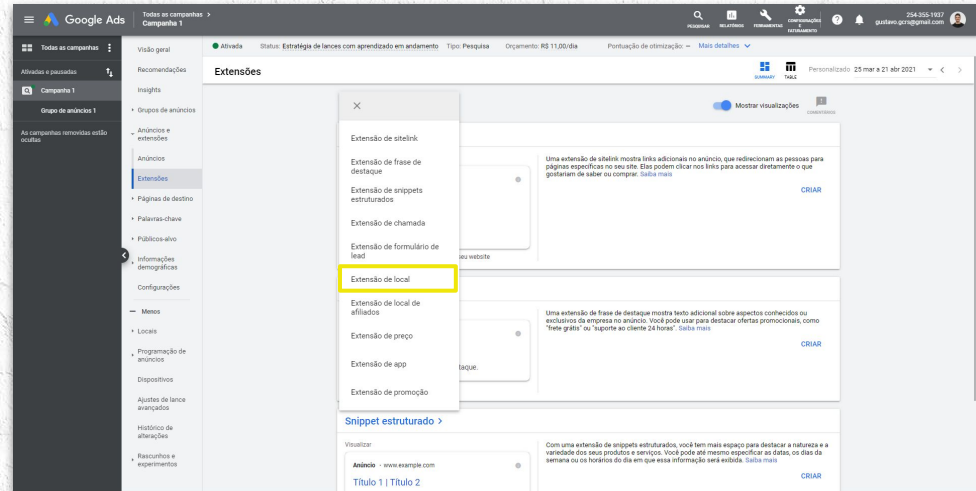 Google Ads
Todas as campanhas >
Campanha 1
PESQUISAR
RELATÓRIOS
FERRAMENTAS
CONFIGURAÇÕES
E
FATURAMENTO
254-355-1937
gustavo.gcrs@gmail.com
Todas as campanhas
Ativadas e pausadas
Campanha 1
Grupo de anúncios 1
As campanhas removidas estão
ocultas
Visão geral
Recomendações
Insights
Grupos de anúncios
Anúncios e
extensões
Anúncios
Extensões
Páginas de destino
Palavras-chave
Públicos-alvo
Informações
demográficas
Configurações
Menos
Locais
Programação de
anúncios
Dispositivos
Ajustes de lance
avançados
Histórico de
alterações
Rascunhos e
experimentos
Ativada Status: Estratégia de lances com aprendizado em andamento Tipo: Pesquisa Orçamento: R$ 11,00/dia Pontuação de otimização: – Mais detalhes
Extensões
SUMMARY
TABLE
Personalizado 25 mar a 21 abr 2021
Mostrar visualizações
COMENTÁRIOS
Extensão de sitelink
Extensão de frase de
destaque
Extensão de snippets
estruturados
Extensão de chamada
Extensão de formulário de
lead
Extensão de local
Extensão de local de
afiliados
Extensão de preço
Extensão de app
Extensão de promoção
Uma extensão de sitelink mostra links adicionais no anúncio, que redirecionam as pessoas para
páginas específicas no seu site. Elas podem clicar nos links para acessar diretamente o que
gostariam de saber ou comprar. Saiba mais
CRIAR
seu website
Uma extensão de frase de destaque mostra texto adicional sobre aspectos conhecidos ou
exclusivos da empresa no anúncio. Você pode usar para destacar ofertas promocionais, como
"frete grátis" ou "suporte ao cliente 24 horas". Saiba mais
CRIAR
taque.
Snippet estruturado >
Visualizar
Anúncio - www.example.com
Título 1 | Título 2
Com uma extensão de snippets estruturados, você tem mais espaço para destacar a natureza e a
variedade dos seus produtos e serviços. Você pode até mesmo especificar as datas, os dias da
semana ou os horários do dia em que essa informação será exibida. Saiba mais
CRIAR